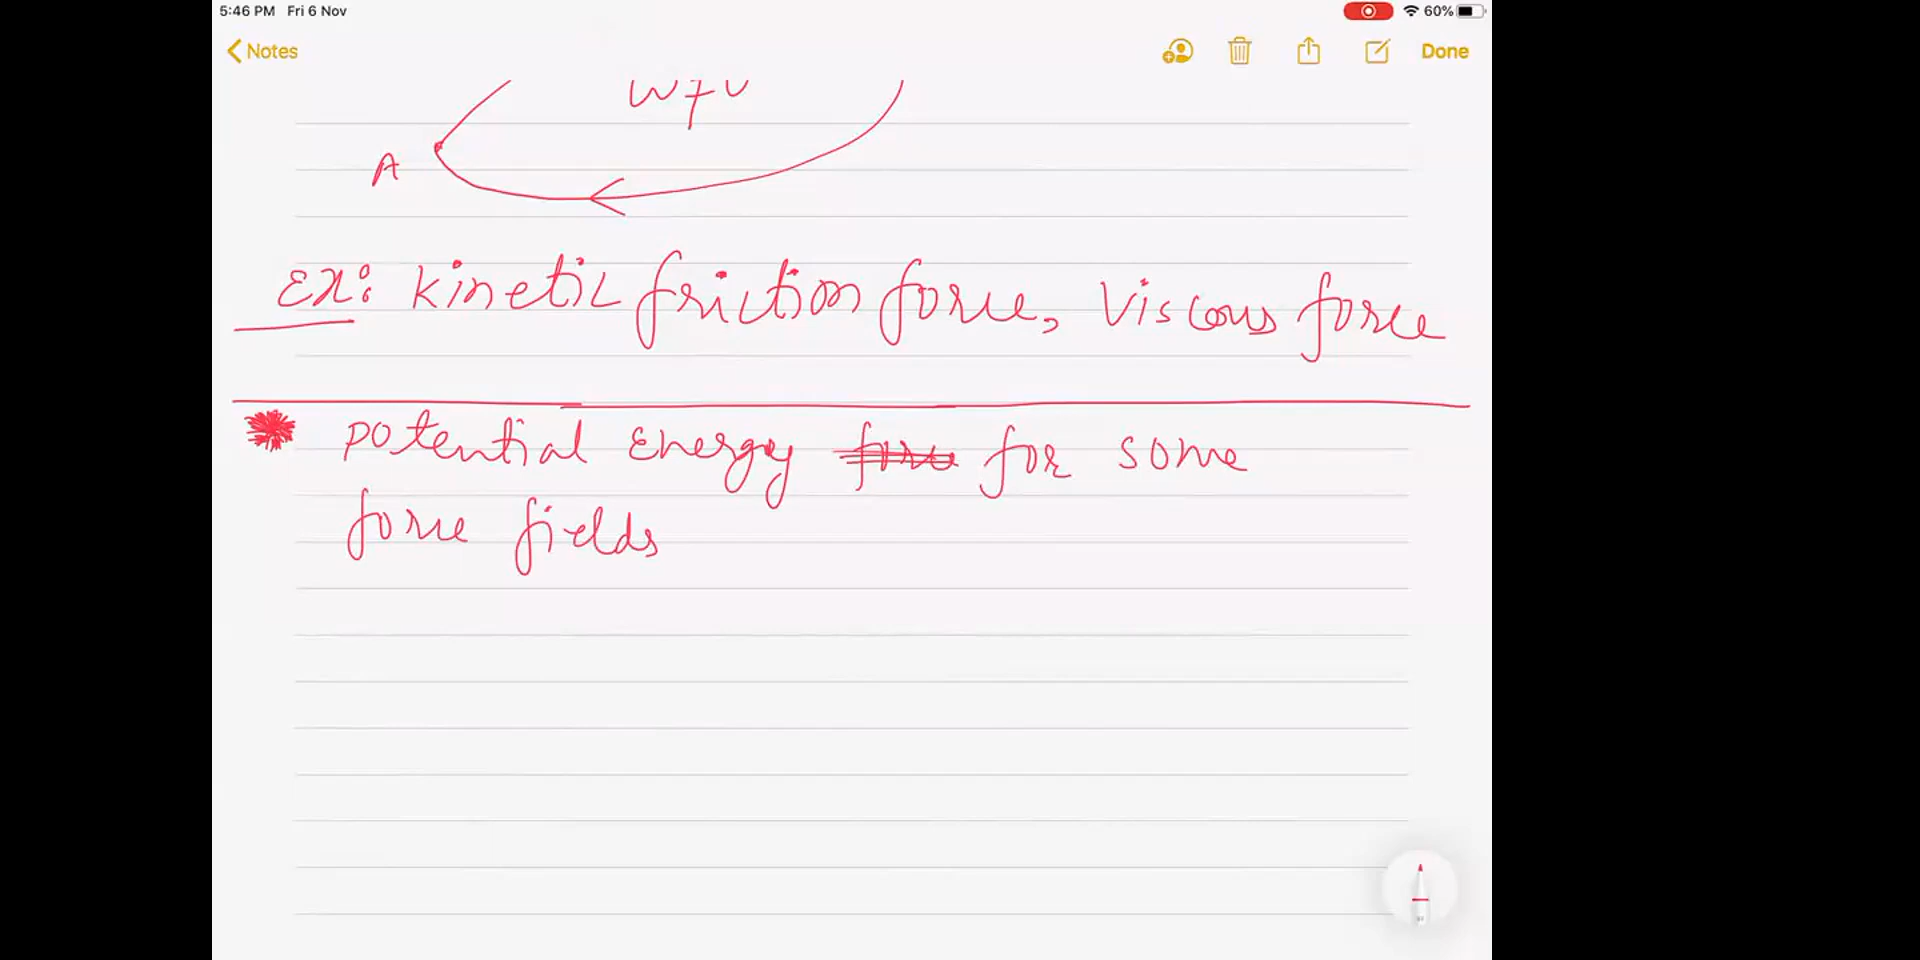 5:46 PM Fri 6 Nov
60%
Notes
Done
W ≠ 0
A
Ex: Kinetic friction force, Viscous force
Potential Energy for some
force fields